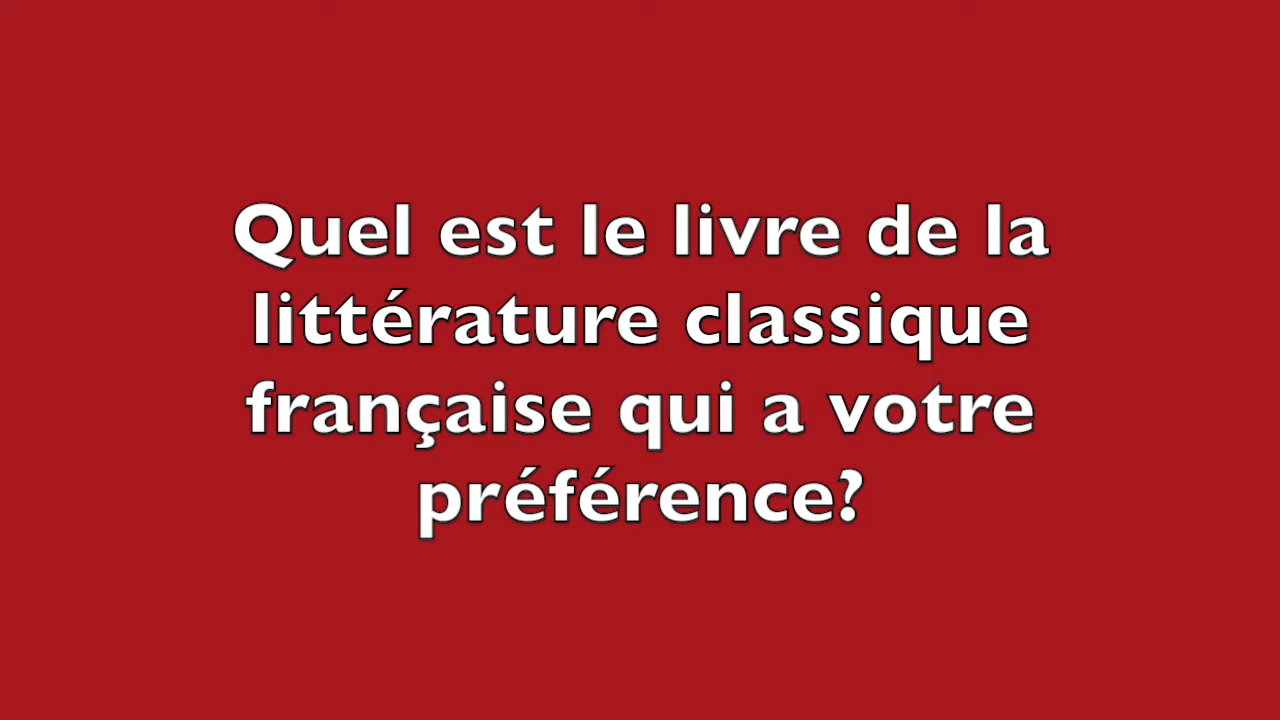 Quel est le livre de la
littérature classique
française qui a votre
préférence?